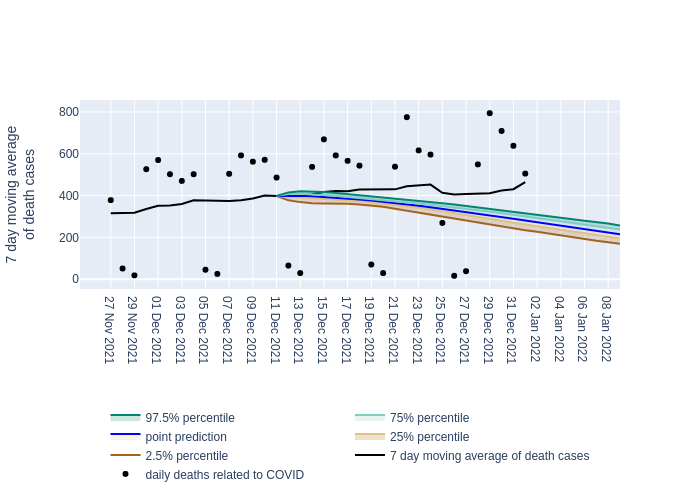 7 day moving average
of death cases
800
600
400
200
0
27 Nov 2021
29 Nov 2021
01 Dec 2021
03 Dec 2021
05 Dec 2021
07 Dec 2021
09 Dec 2021
11 Dec 2021
13 Dec 2021
15 Dec 2021
17 Dec 2021
19 Dec 2021
21 Dec 2021
23 Dec 2021
25 Dec 2021
27 Dec 2021
29 Dec 2021
31 Dec 2021
02 Jan 2022
04 Jan 2022
06 Jan 2022
08 Jan 2022
97.5% percentile
75% percentile
point prediction
25% percentile
2.5% percentile
7 day moving average of death cases
daily deaths related to COVID